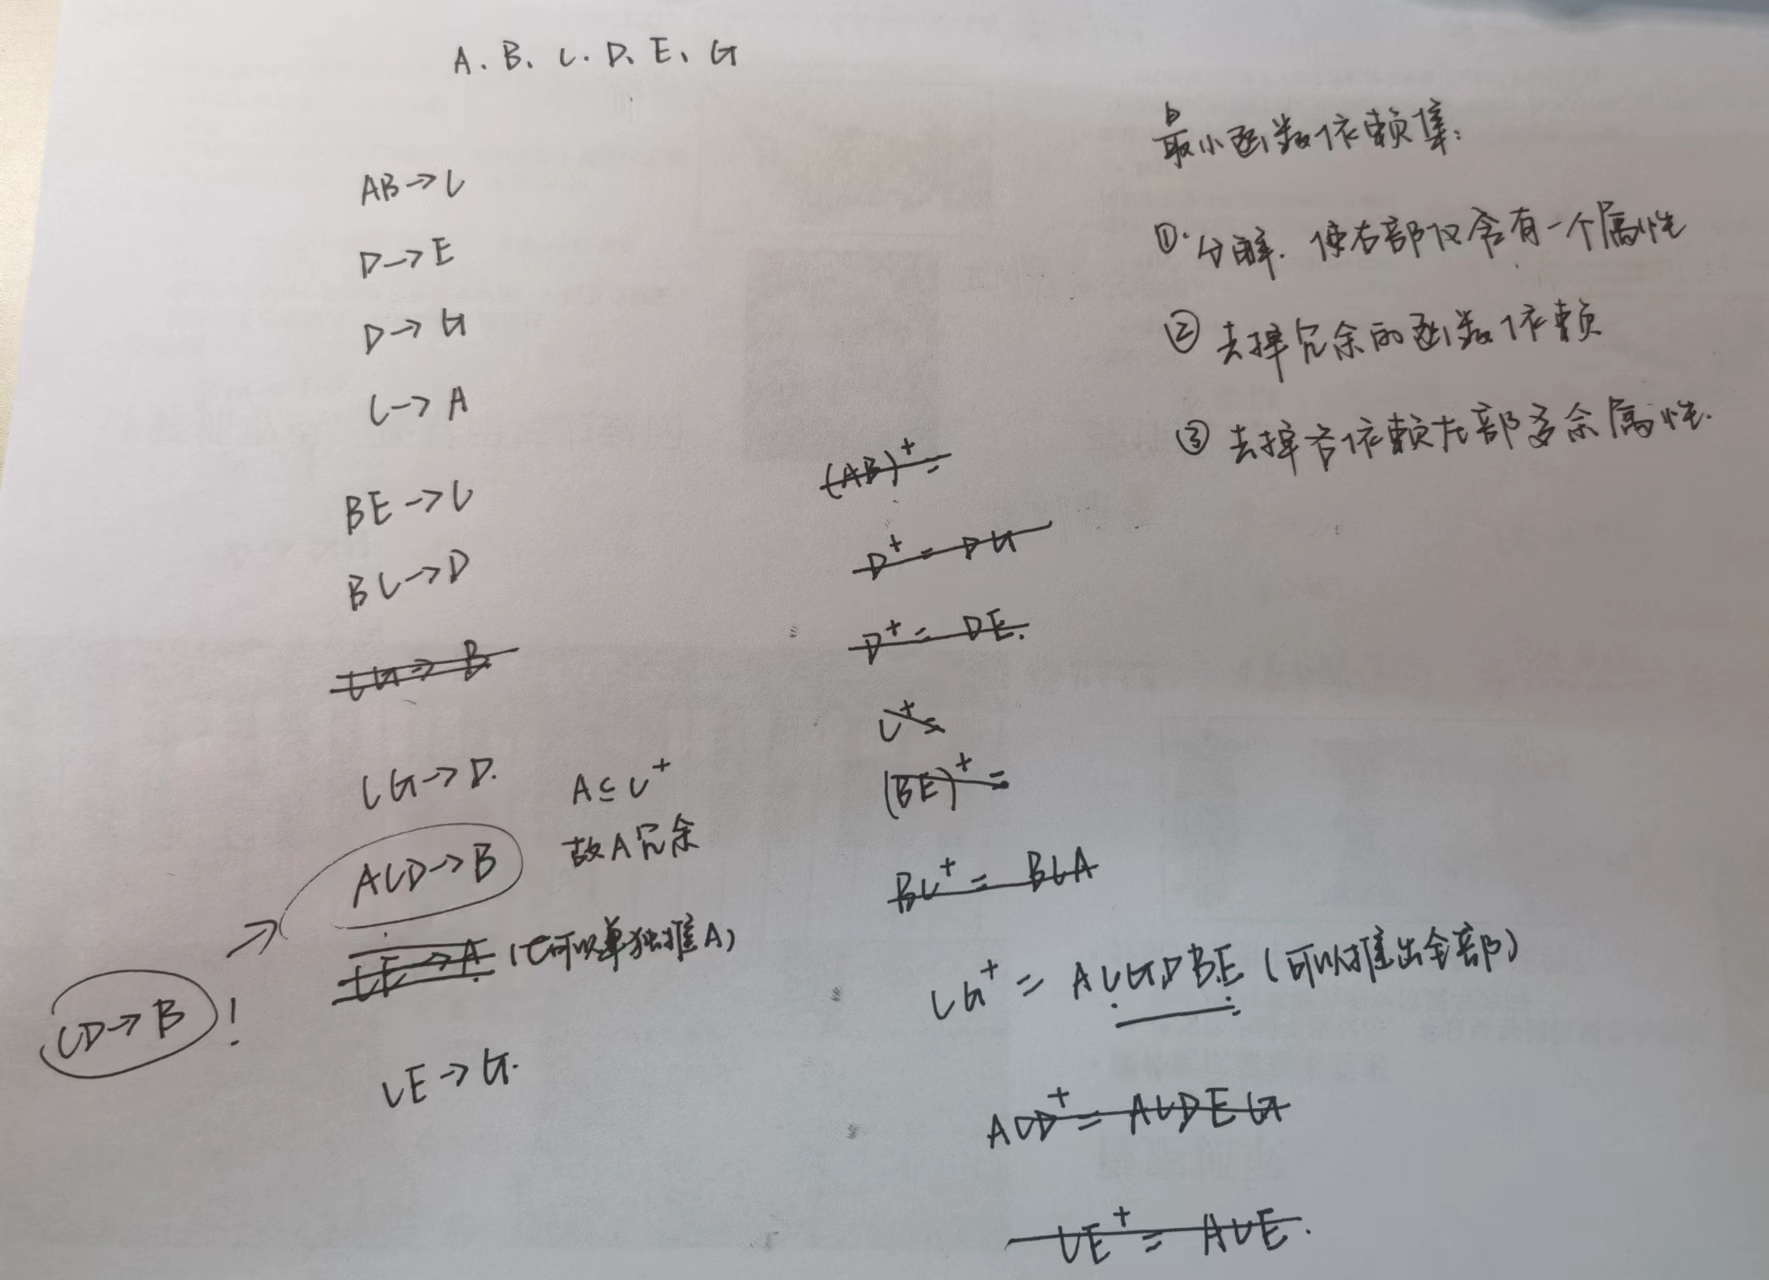 A. B、C. D、E、G
最小函数依赖集:
①. 分解. 使右部仅含有一个属性
② 去掉冗余的函数依赖
③ 去掉各依赖左部多余属性.
AB→C
D→E
D→G
C→A
BE→C
BC→D
CG→B
CG→D.
A⊆C⁺
故A冗余
ACD→B
CE→A (C可以单独推A)
CD→B !
CE→G.
(AB)⁺=
D⁺=DG
D⁺=DE.
C⁺=
(BE)⁺=
BC⁺=BCA
CG⁺=ACGDBE (可以推出全部)
ACD⁺=ACDEG
CE⁺=ACE.